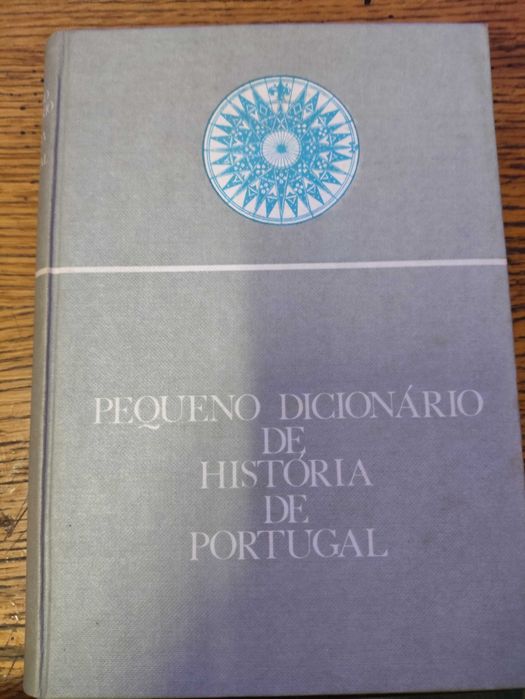 PEQUENO DICIONÁRIO
DE
HISTÓRIA
DE
PORTUGAL